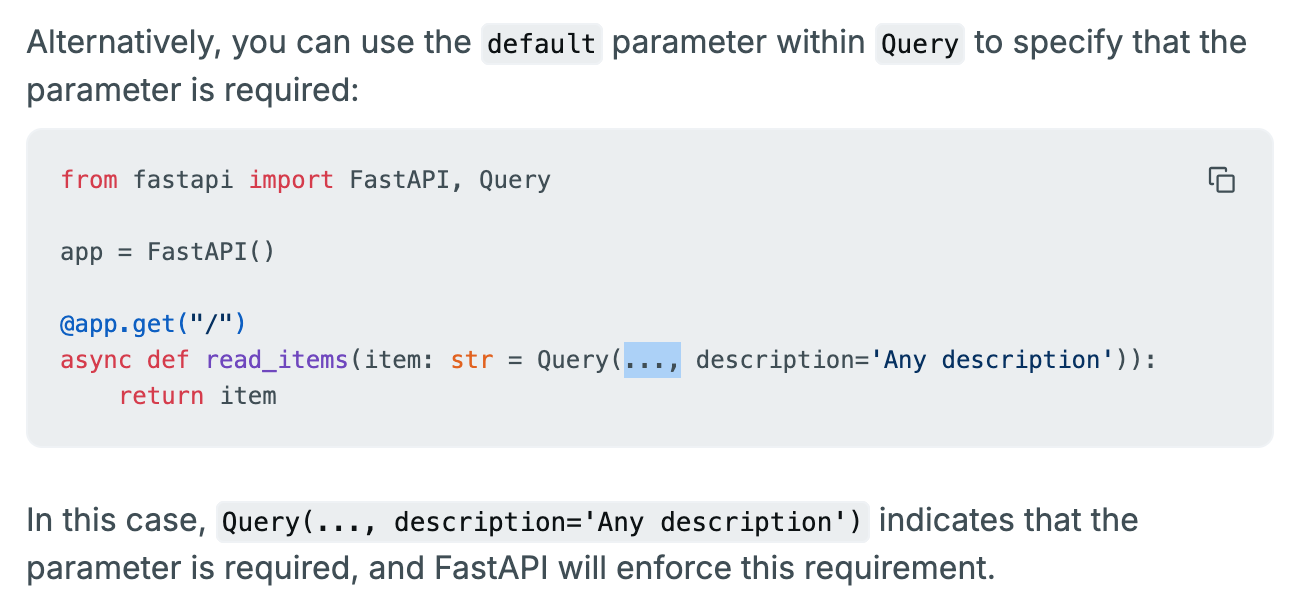 Alternatively, you can use the default parameter within Query to specify that the
parameter is required:
from fastapi import FastAPI, Query
app = FastAPI()
@app.get("/")
async def read_items(item: str = Query(..., description='Any description')):
    return item
In this case, Query(..., description='Any description') indicates that the
parameter is required, and FastAPI will enforce this requirement.